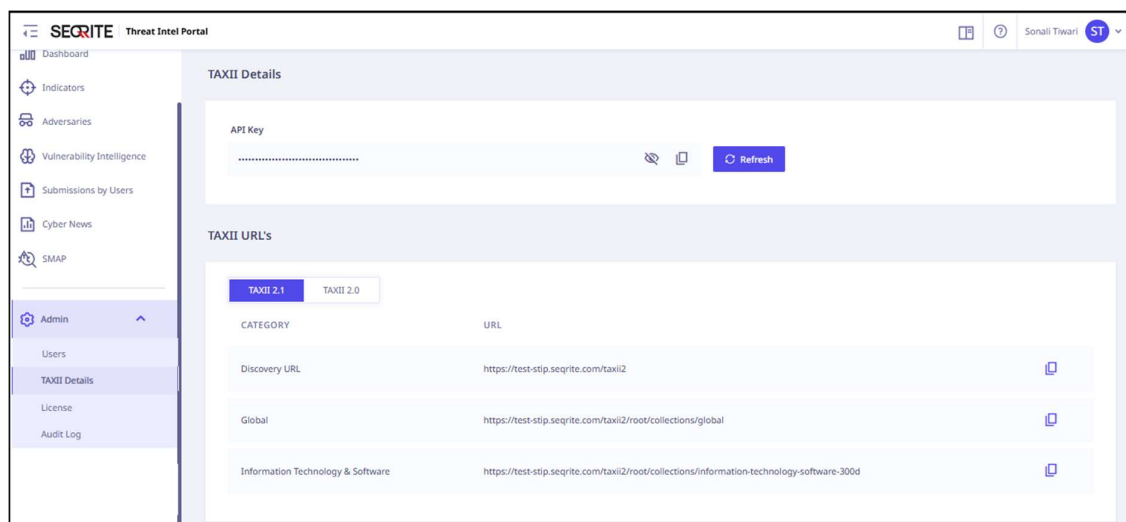 SEQRITE Threat Intel Portal
Sonali Tiwari ST
Dashboard
Indicators
Adversaries
Vulnerability Intelligence
Submissions by Users
Cyber News
SMAP
Admin
Users
TAXII Details
License
Audit Log
TAXII Details
API Key
Refresh
TAXII URL's
TAXII 2.1 TAXII 2.0
CATEGORY URL
Discovery URL https://test-stip.seqrite.com/taxii2
Global https://test-stip.seqrite.com/taxii2/root/collections/global
Information Technology & Software https://test-stip.seqrite.com/taxii2/root/collections/information-technology-software-300d